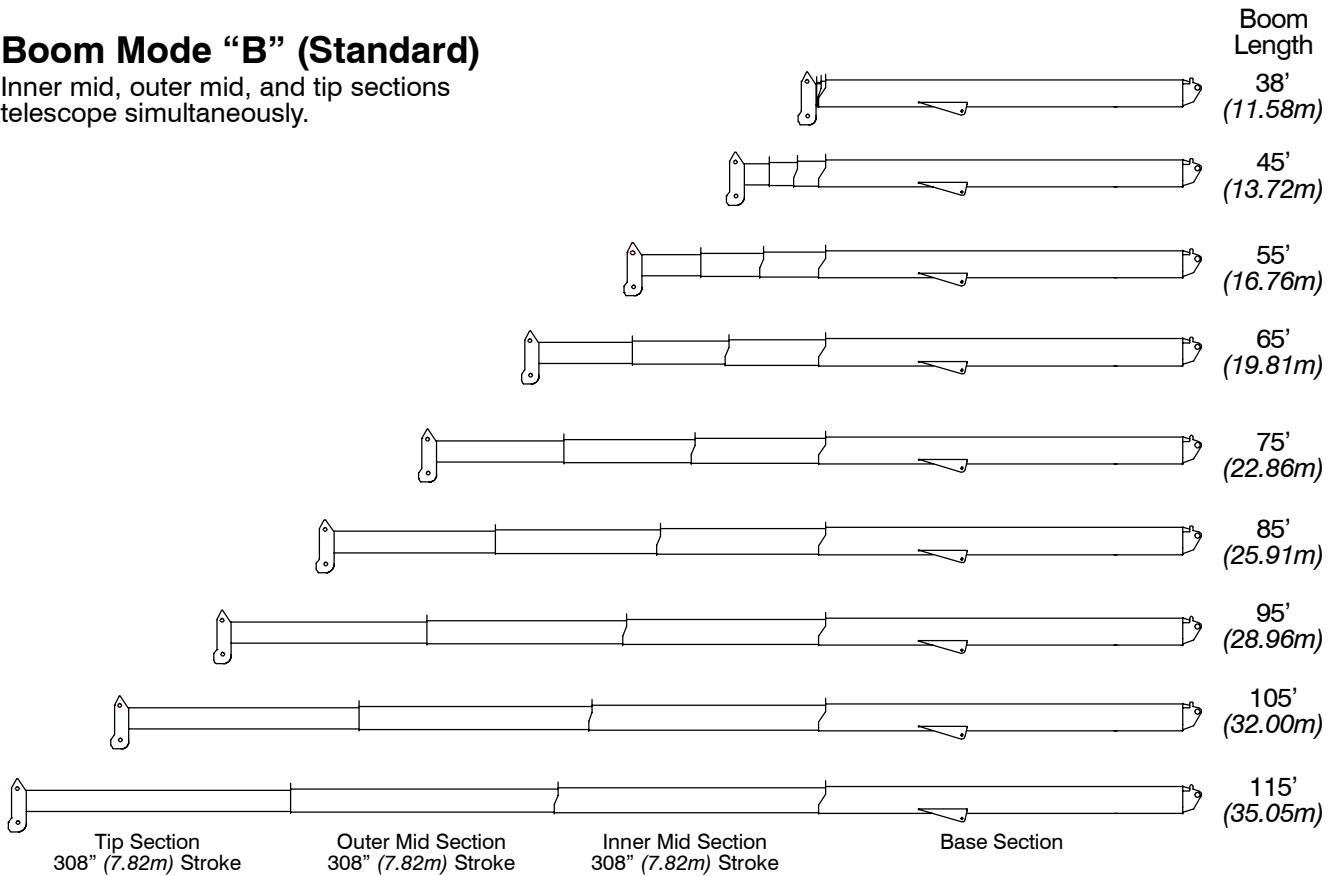 Boom Mode “B” (Standard)
Inner mid, outer mid, and tip sections
telescope simultaneously.
Boom
Length
38’
(11.58m)
45’
(13.72m)
55’
(16.76m)
65’
(19.81m)
75’
(22.86m)
85’
(25.91m)
95’
(28.96m)
105’
(32.00m)
115’
(35.05m)
Tip Section
308” (7.82m) Stroke
Outer Mid Section
308” (7.82m) Stroke
Inner Mid Section
308” (7.82m) Stroke
Base Section